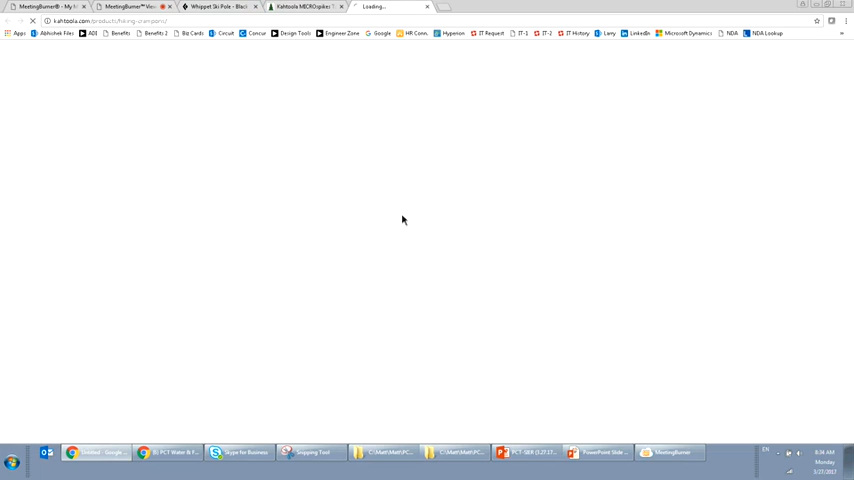 MeetingBurner® - My M
MeetingBurner™ View
Whippet Ski Pole - Black
Kahtoola MICROspikes T
Loading...
kahtoola.com/products/hiking-crampons/
Apps
Abhichek Files
ADI
Benefits
Benefits 2
Biz Cards
Circuit
Concur
Design Tools
Engineer Zone
Google
HR Conn.
Hyperion
IT Request
IT-1
IT-2
IT History
Larry
LinkedIn
Microsoft Dynamics
NDA
NDA Lookup
»
Untitled - Google ...
(6) PCT Water & F...
Skype for Business
Snipping Tool
C:\Matt\Matt\PC...
C:\Matt\Matt\PC...
PCT-SBR (3.27.17...
PowerPoint Slide ...
MeetingBurner
EN
8:34 AM
Monday
3/27/2017